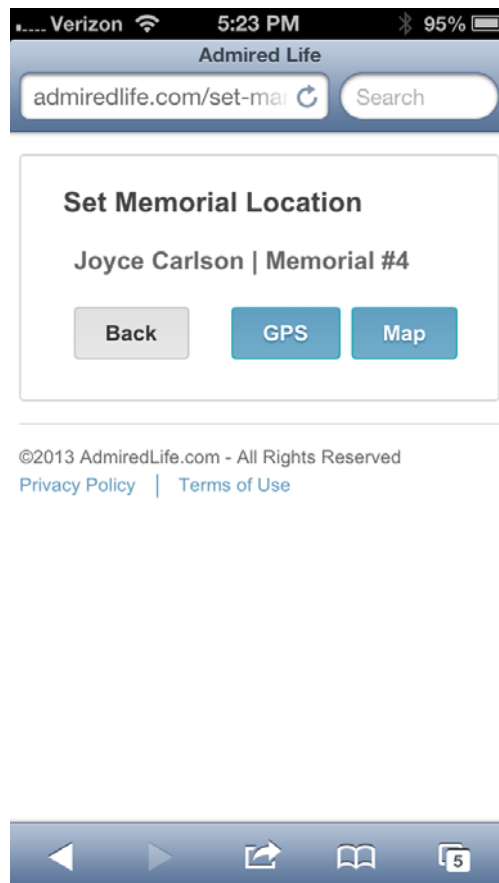 ..... Verizon 5:23 PM 95%
Admired Life
admiredlife.com/set-mar Search
Set Memorial Location
Joyce Carlson | Memorial #4
Back GPS Map
©2013 AdmiredLife.com - All Rights Reserved
Privacy Policy | Terms of Use
5